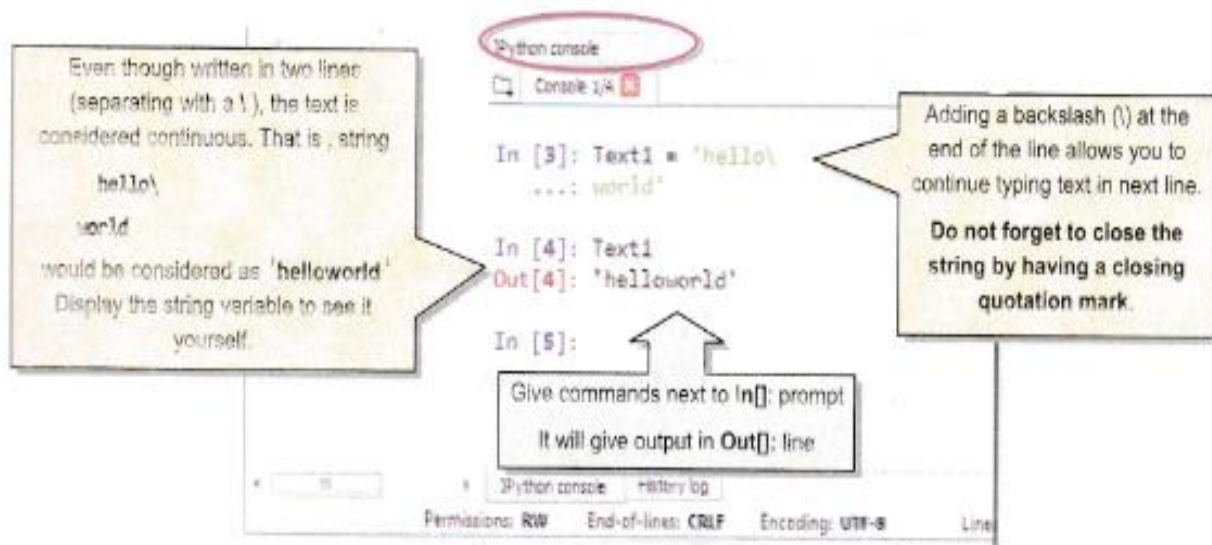 IPython console
Console 1/A
Even though written in two lines
(separating with a \ ), the text is
considered continuous. That is , string
hello\
world
would be considered as 'helloworld'
Display the string variable to see it
yourself.
In [3]: Text1 = 'hello\
...: world'
In [4]: Text1
Out[4]: 'helloworld'
In [5]:
Adding a backslash (\) at the
end of the line allows you to
continue typing text in next line.
Do not forget to close the
string by having a closing
quotation mark.
Give commands next to In[]: prompt
It will give output in Out[]: line
IPython console History log
Permissions: RW End-of-lines: CRLF Encoding: UTF-8 Line